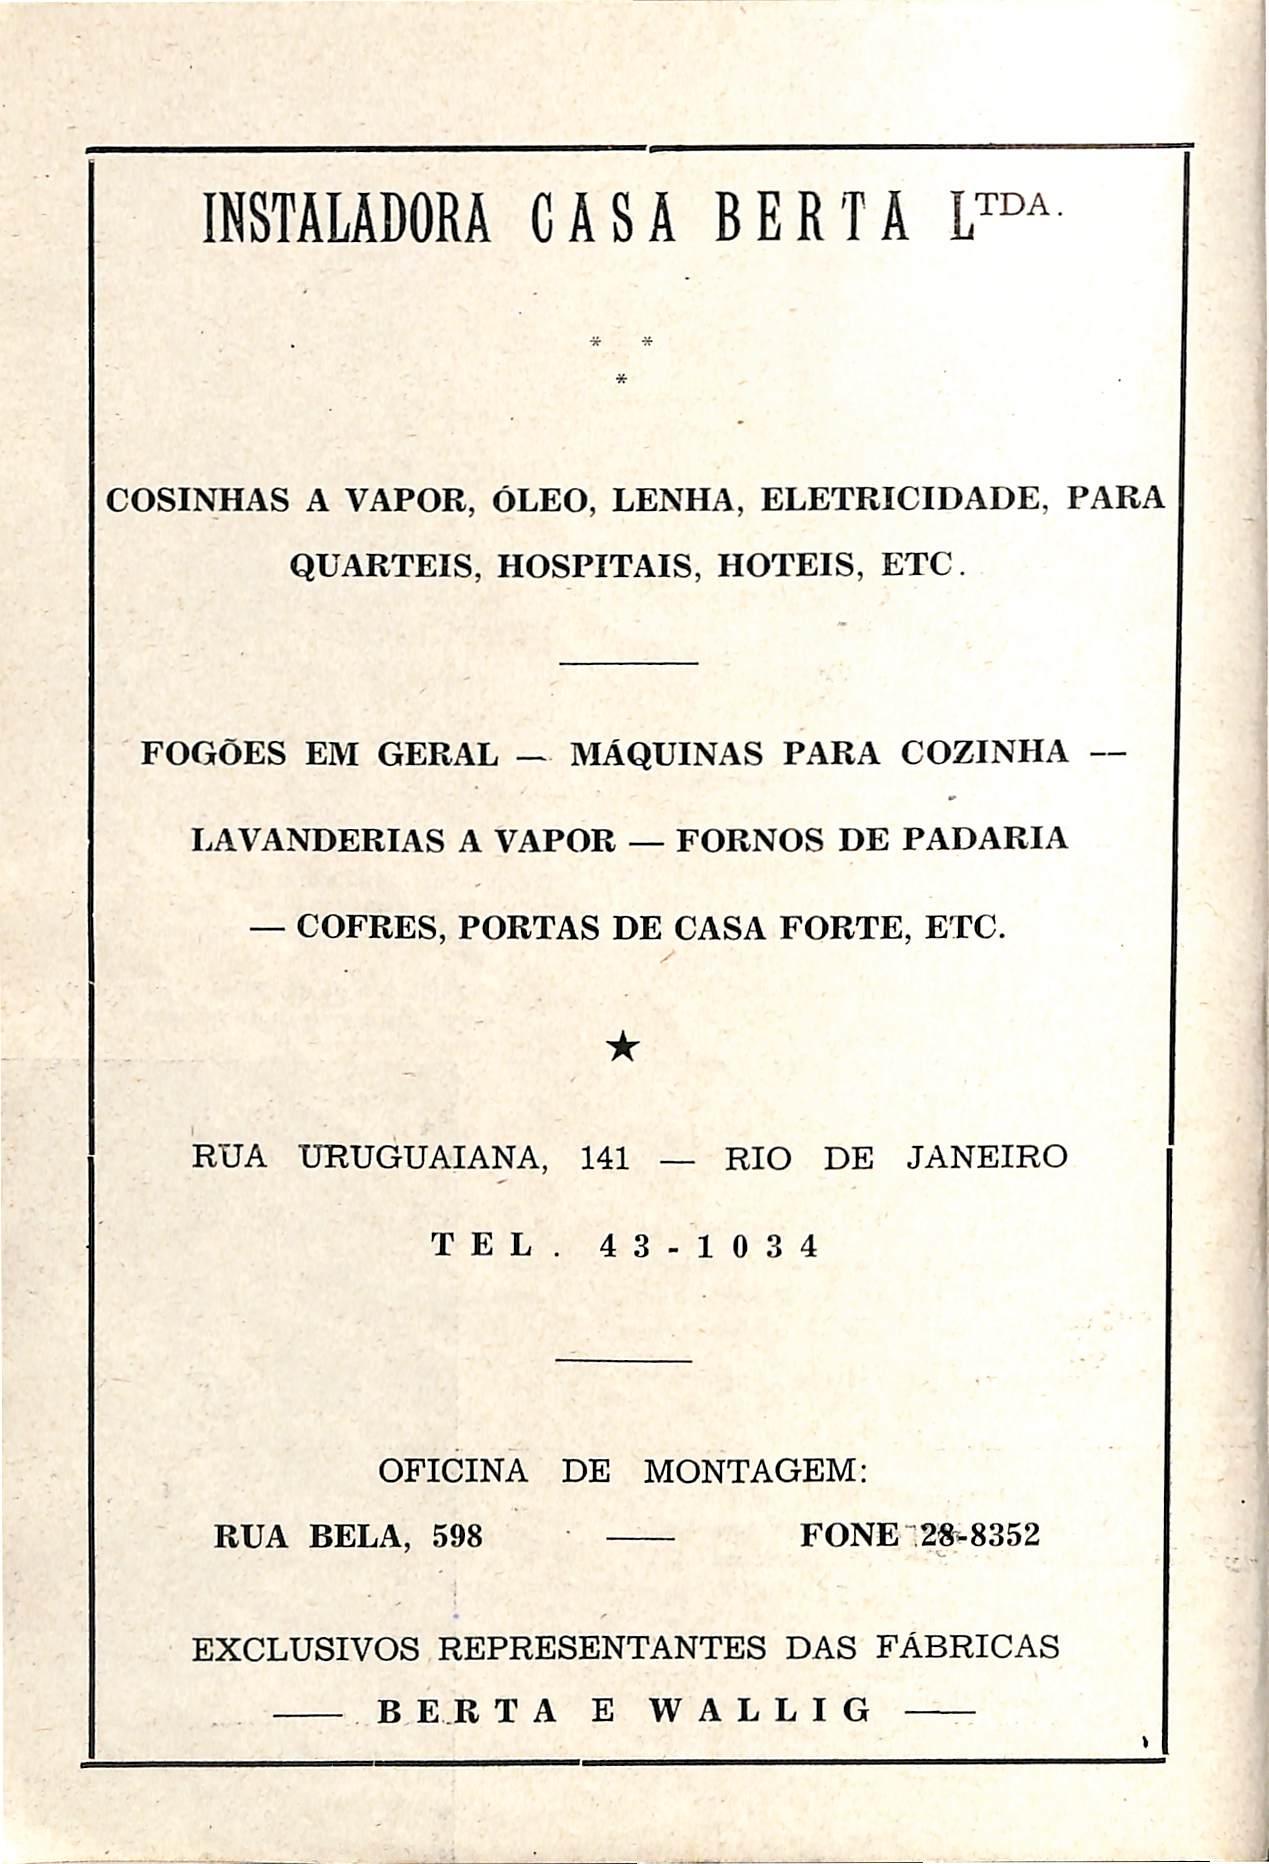 INSTALADORA CASA BERTA LTDA.
* *
*
COSINHAS A VAPOR, ÓLEO, LENHA, ELETRICIDADE, PARA
QUARTEIS, HOSPITAIS, HOTEIS, ETC.
FOGÕES EM GERAL — MÁQUINAS PARA COZINHA —
LAVANDERIAS A VAPOR — FORNOS DE PADARIA
— COFRES, PORTAS DE CASA FORTE, ETC.
★
RUA URUGUAIANA, 141 — RIO DE JANEIRO
TEL. 43-1034
OFICINA DE MONTAGEM:
RUA BELA, 598 — FONE 28-8352
EXCLUSIVOS REPRESENTANTES DAS FÁBRICAS
— BERTA E WALLIG —